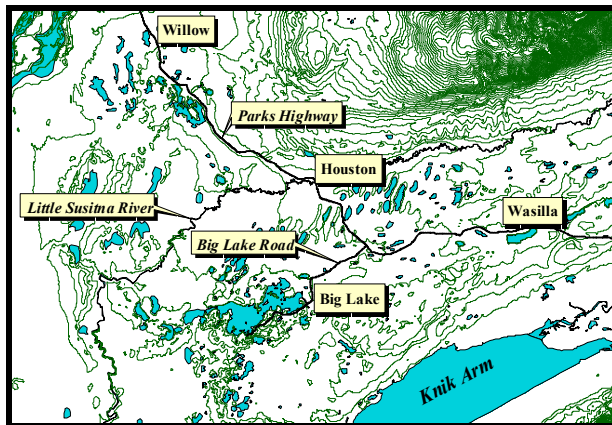 Willow
Parks Highway
Houston
Little Susitna River
Wasilla
Big Lake Road
Big Lake
Knik Arm